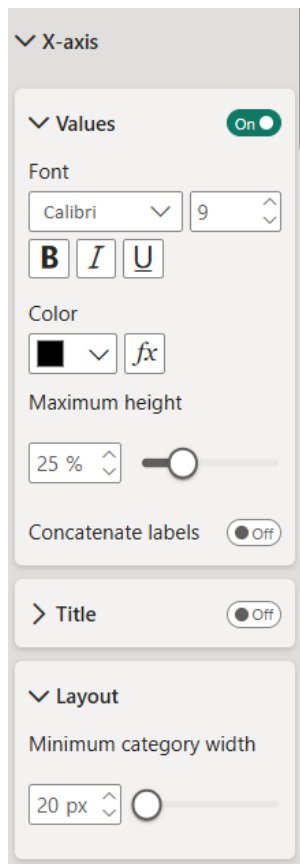 X-axis
Values On
Font
Calibri 9
B I U
Color
fx
Maximum height
25 %
Concatenate labels Off
Title Off
Layout
Minimum category width
20 px